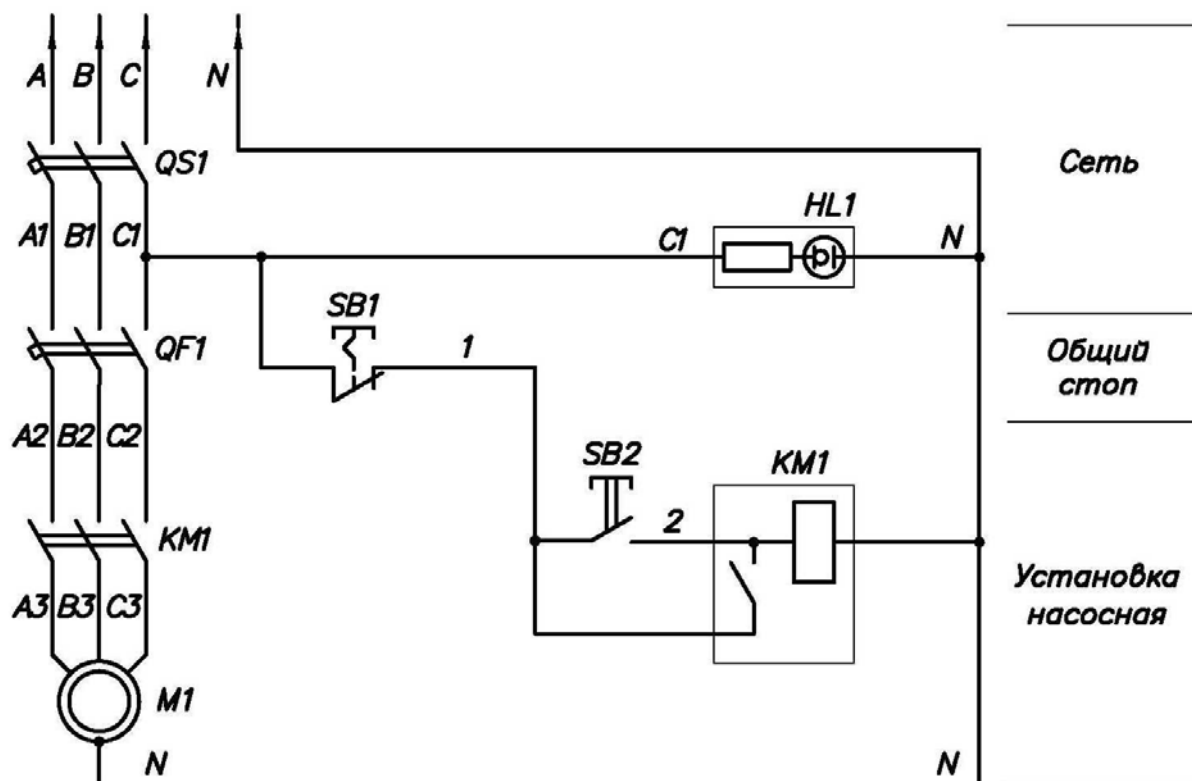 A B C N
QS1
Сеть
HL1
A1 B1 C1
C1
N
SB1
QF1
1
Общий
стоп
A2 B2 C2
SB2
KM1
2
KM1
A3 B3 C3
Установка
насосная
M1
N
N